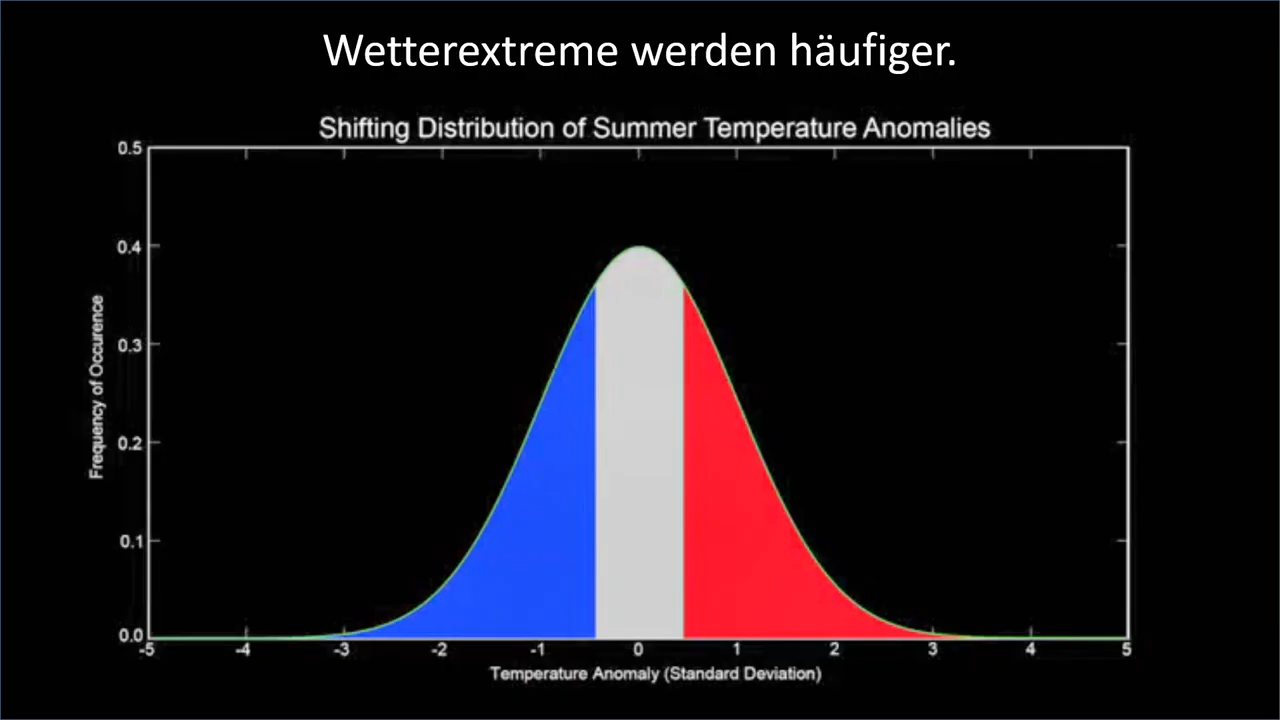 Wetterextreme werden häufiger.
Shifting Distribution of Summer Temperature Anomalies
0.5
0.4
0.3
0.2
0.1
0.0
Frequency of Occurence
-5 -4 -3 -2 -1 0 1 2 3 4 5
Temperature Anomaly (Standard Deviation)